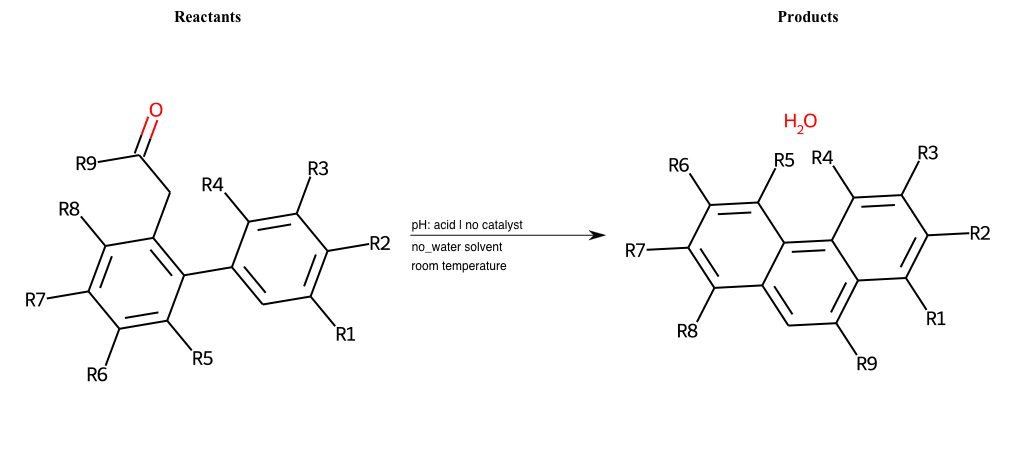 Reactants
Products
O
H2O
R9
R8
R4
R3
R2
R7
R6
R5
R1
pH: acid | no catalyst
no_water solvent
room temperature
R6
R5
R4
R3
R7
R2
R8
R1
R9